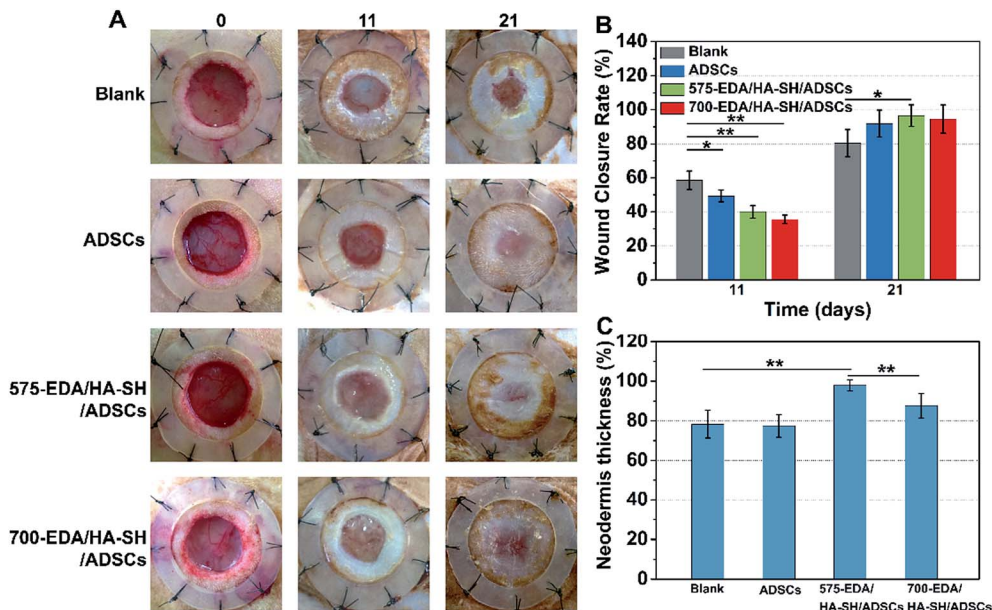 A
0
11
21
Blank
ADSCs
575-EDA/HA-SH
/ADSCs
700-EDA/HA-SH
/ADSCs
B
Wound Closure Rate (%)
140
120
100
80
60
40
20
0
Blank
ADSCs
575-EDA/HA-SH/ADSCs
700-EDA/HA-SH/ADSCs
**
**
*
*
11
21
Time (days)
C
Neodermis thickness (%)
120
100
80
60
40
20
0
**
**
Blank
ADSCs
575-EDA/
HA-SH/ADSCs
700-EDA/
HA-SH/ADSCs